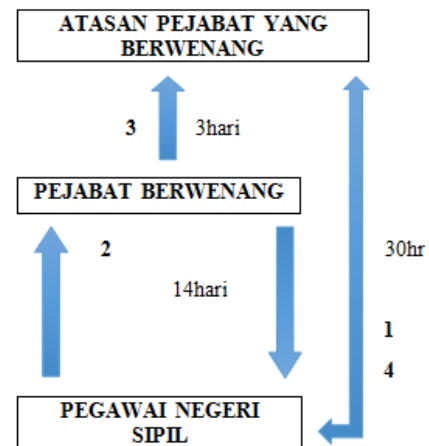 ATASAN PEJABAT YANG
BERWENANG
3 3hari
PEJABAT BERWENANG
2
14hari
30hr
1
4
PEGAWAI NEGERI
SIPIL